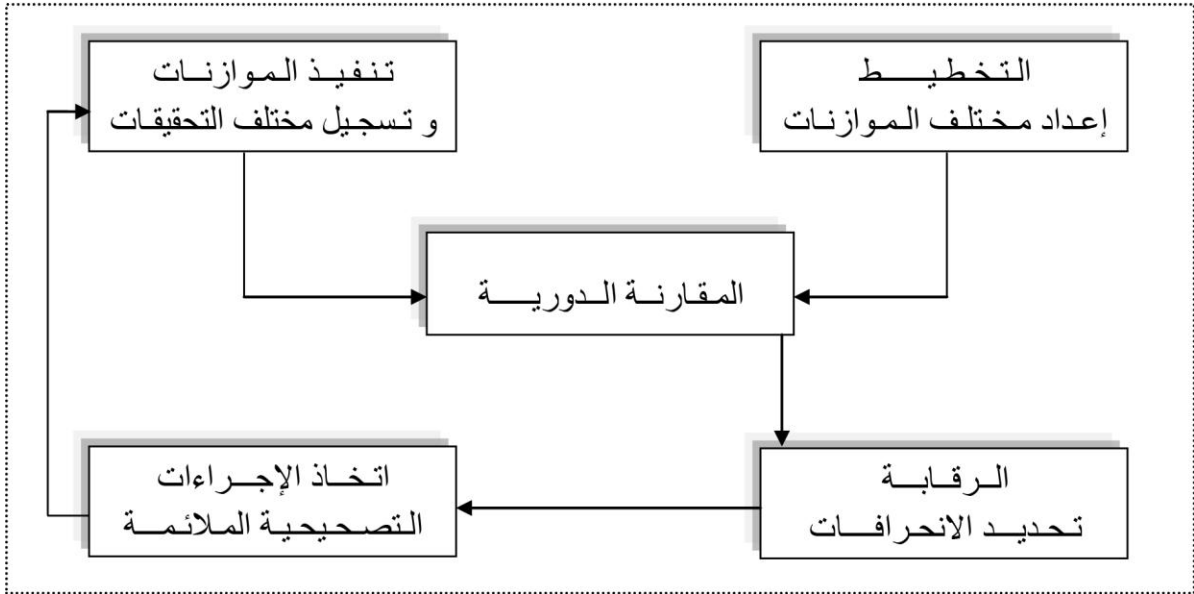 التخطيط
إعداد مختلف الموازنات
تنفيذ الموازنات
و تسجيل مختلف التحقيقات
المقارنة الدورية
الرقابة
تحديد الانحرافات
اتخاذ الإجراءات
التصحيحية الملائمة